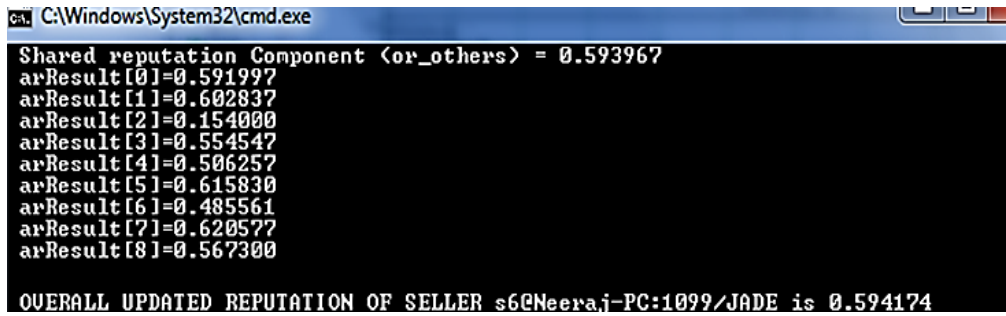 C:\Windows\System32\cmd.exe
Shared reputation Component (or_others) = 0.593967
arResult[0]=0.591997
arResult[1]=0.602837
arResult[2]=0.154000
arResult[3]=0.554547
arResult[4]=0.506257
arResult[5]=0.615830
arResult[6]=0.485561
arResult[7]=0.620577
arResult[8]=0.567300
OVERALL UPDATED REPUTATION OF SELLER s6@Neeraj-PC:1099/JADE is 0.594174